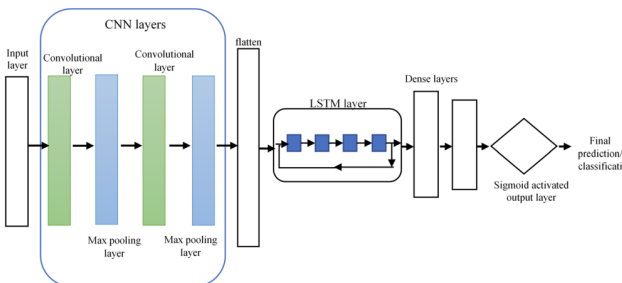 CNN layers
Input
layer
Convolutional
layer
Convolutional
layer
Max pooling
layer
Max pooling
layer
flatten
LSTM layer
Dense layers
Sigmoid activated
output layer
Final
prediction/
classificati